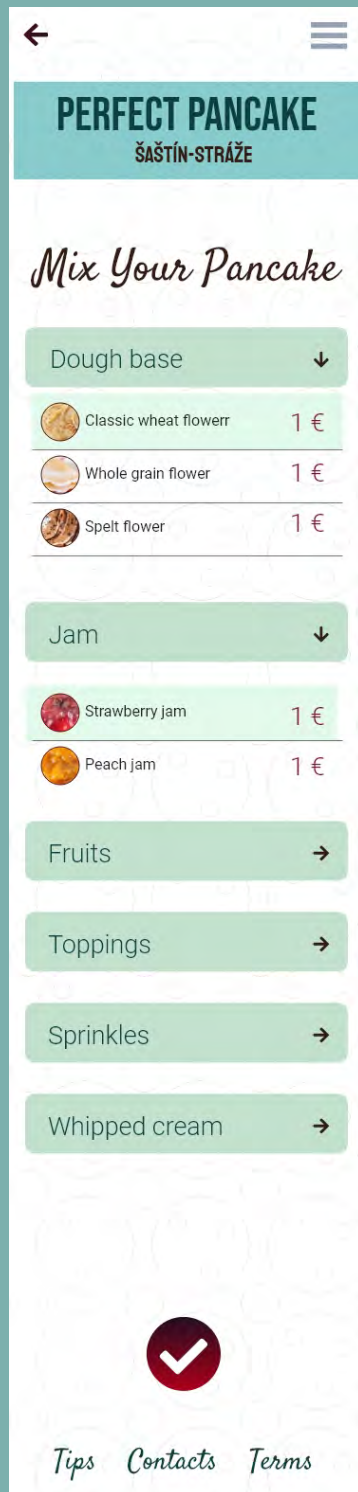 PERFECT PANCAKE
ŠAŠTÍN-STRÁŽE
Mix Your Pancake
Dough base
Classic wheat flowerr 1 €
Whole grain flower 1 €
Spelt flower 1 €
Jam
Strawberry jam 1 €
Peach jam 1 €
Fruits
Toppings
Sprinkles
Whipped cream
Tips Contacts Terms